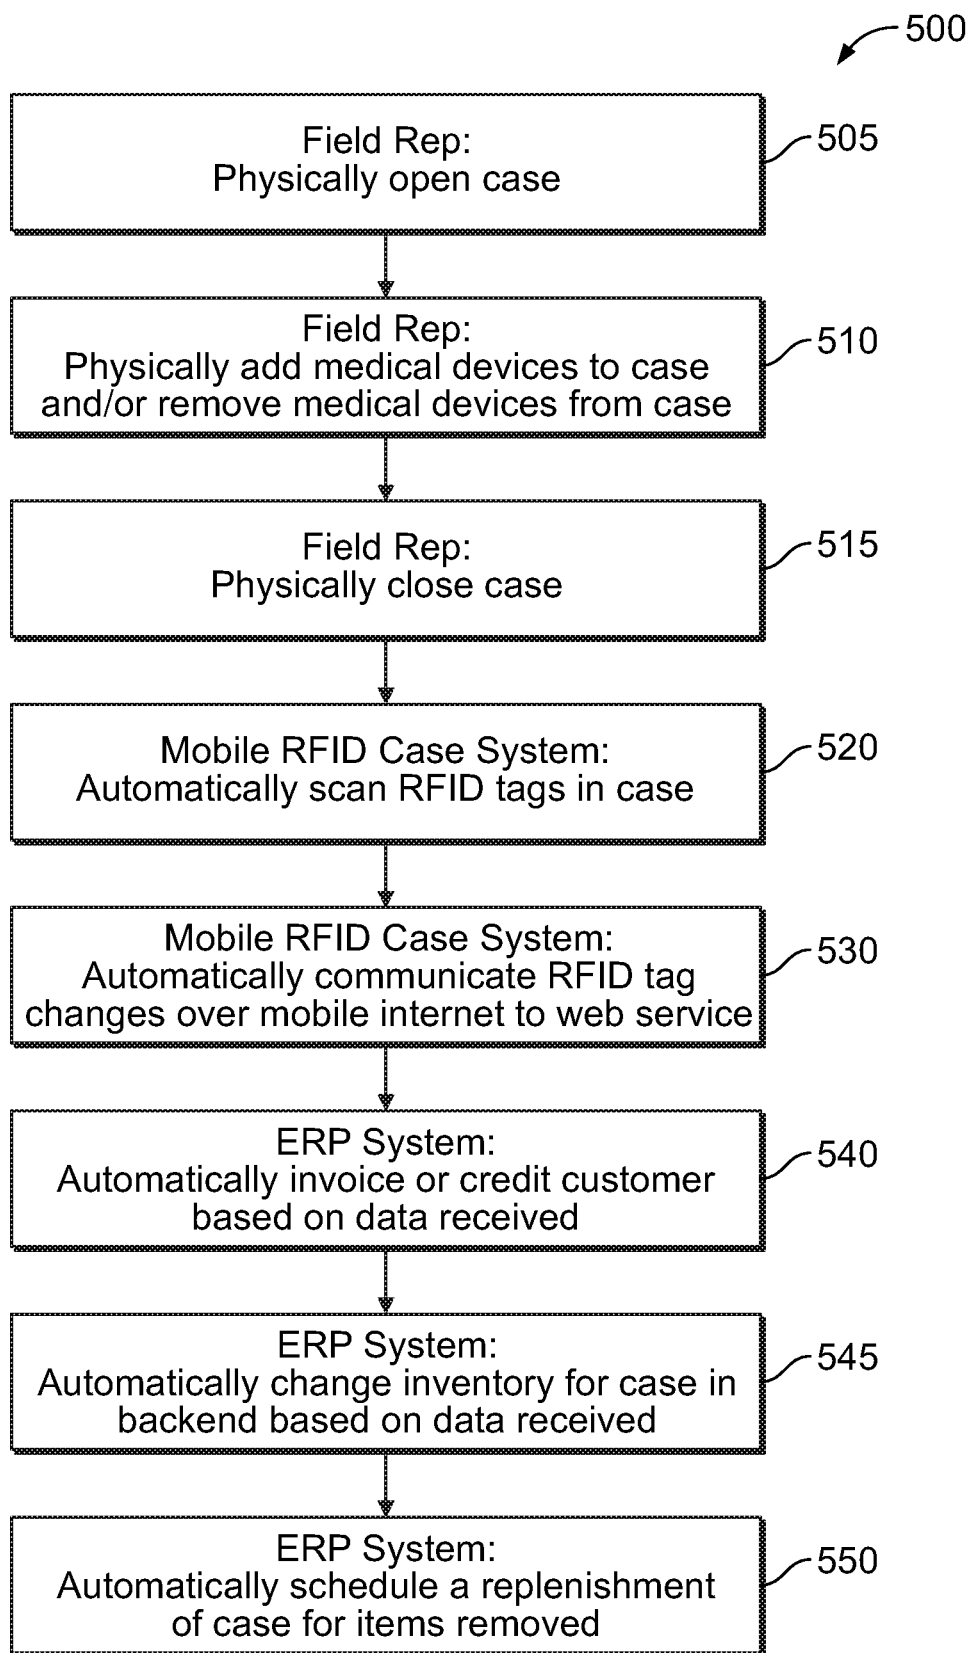 500
Field Rep:
Physically open case
505
Field Rep:
Physically add medical devices to case
and/or remove medical devices from case
510
Field Rep:
Physically close case
515
Mobile RFID Case System:
Automatically scan RFID tags in case
520
Mobile RFID Case System:
Automatically communicate RFID tag
changes over mobile internet to web service
530
ERP System:
Automatically invoice or credit customer
based on data received
540
ERP System:
Automatically change inventory for case in
backend based on data received
545
ERP System:
Automatically schedule a replenishment
of case for items removed
550